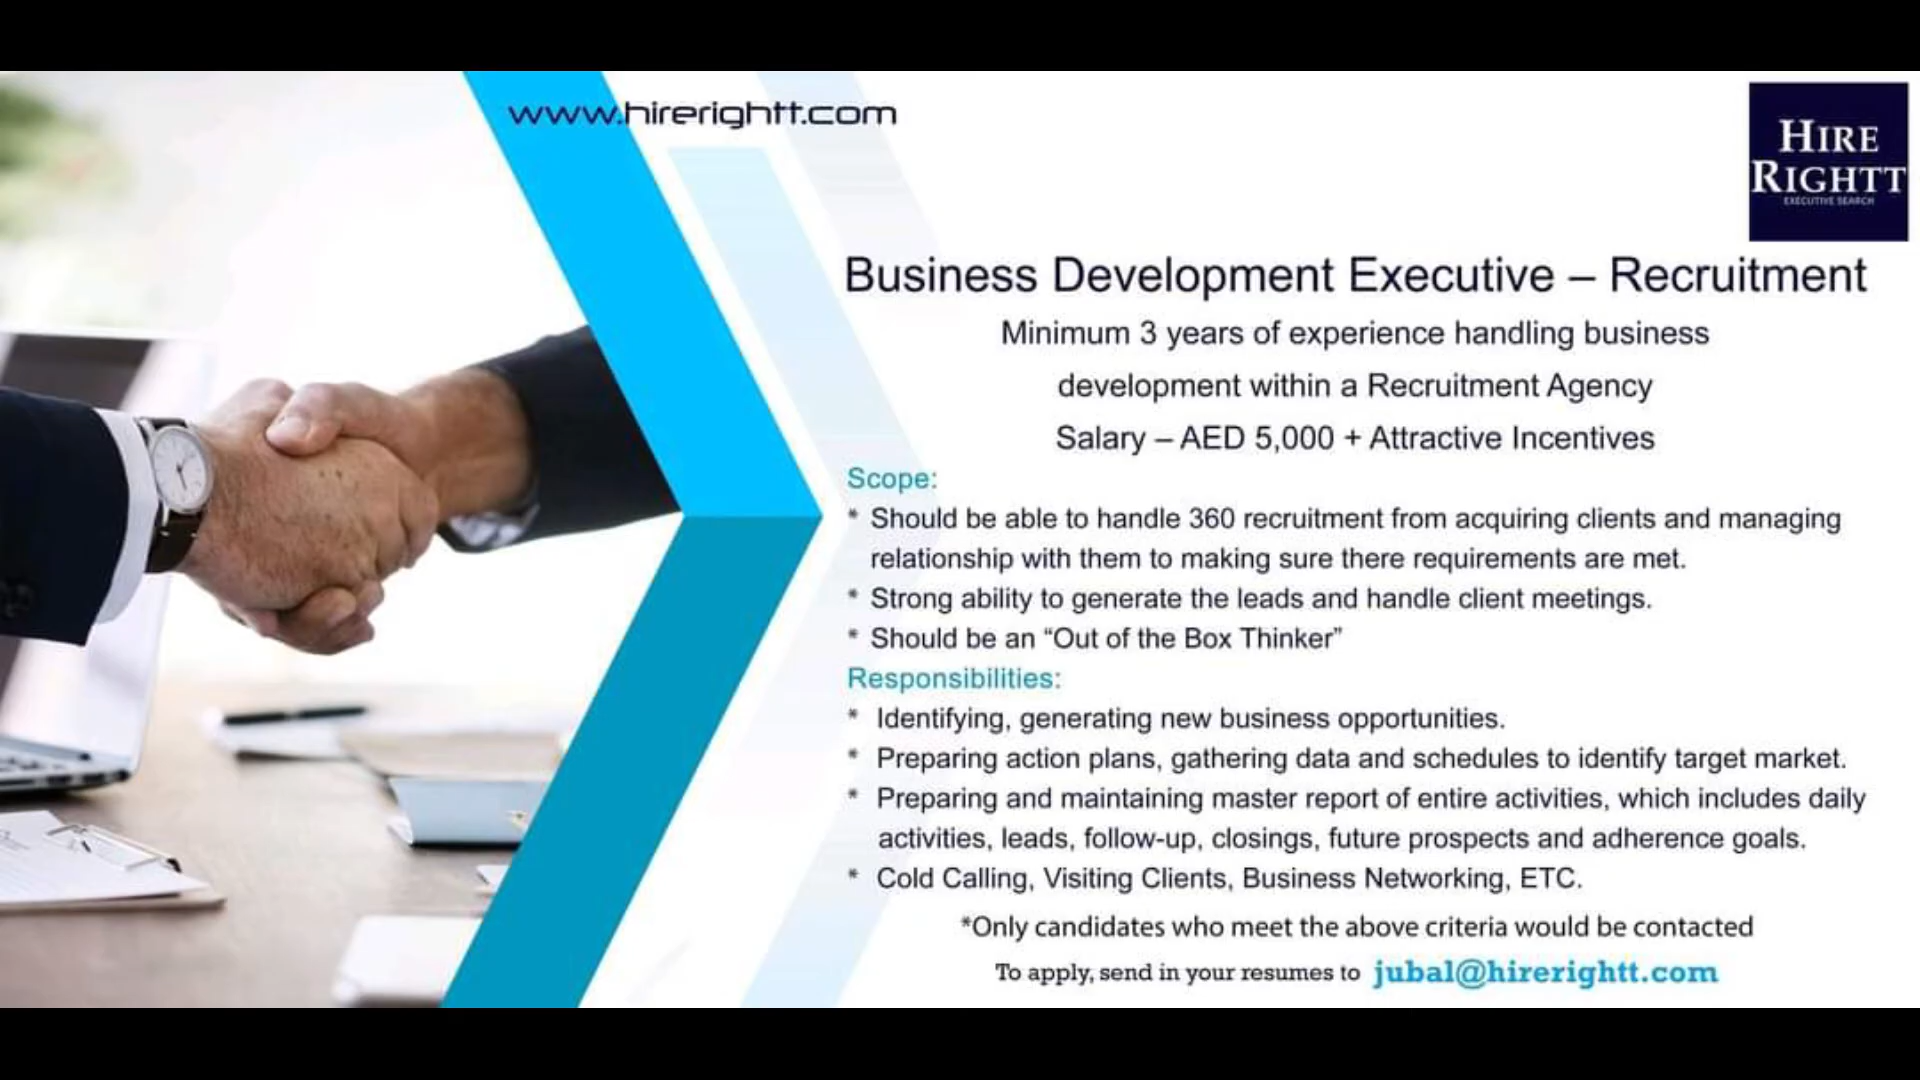 www.hirerightt.com
HIRE
RIGHTT
EXECUTIVE SEARCH
Business Development Executive – Recruitment
Minimum 3 years of experience handling business
development within a Recruitment Agency
Salary – AED 5,000 + Attractive Incentives
Scope:
* Should be able to handle 360 recruitment from acquiring clients and managing
relationship with them to making sure there requirements are met.
* Strong ability to generate the leads and handle client meetings.
* Should be an “Out of the Box Thinker”
Responsibilities:
* Identifying, generating new business opportunities.
* Preparing action plans, gathering data and schedules to identify target market.
* Preparing and maintaining master report of entire activities, which includes daily
activities, leads, follow-up, closings, future prospects and adherence goals.
* Cold Calling, Visiting Clients, Business Networking, ETC.
*Only candidates who meet the above criteria would be contacted
To apply, send in your resumes to jubal@hirerightt.com